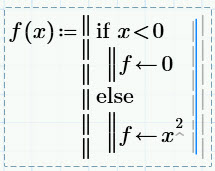 f(x):=‖ if x<0
‖ f←0
else
‖ f←x²